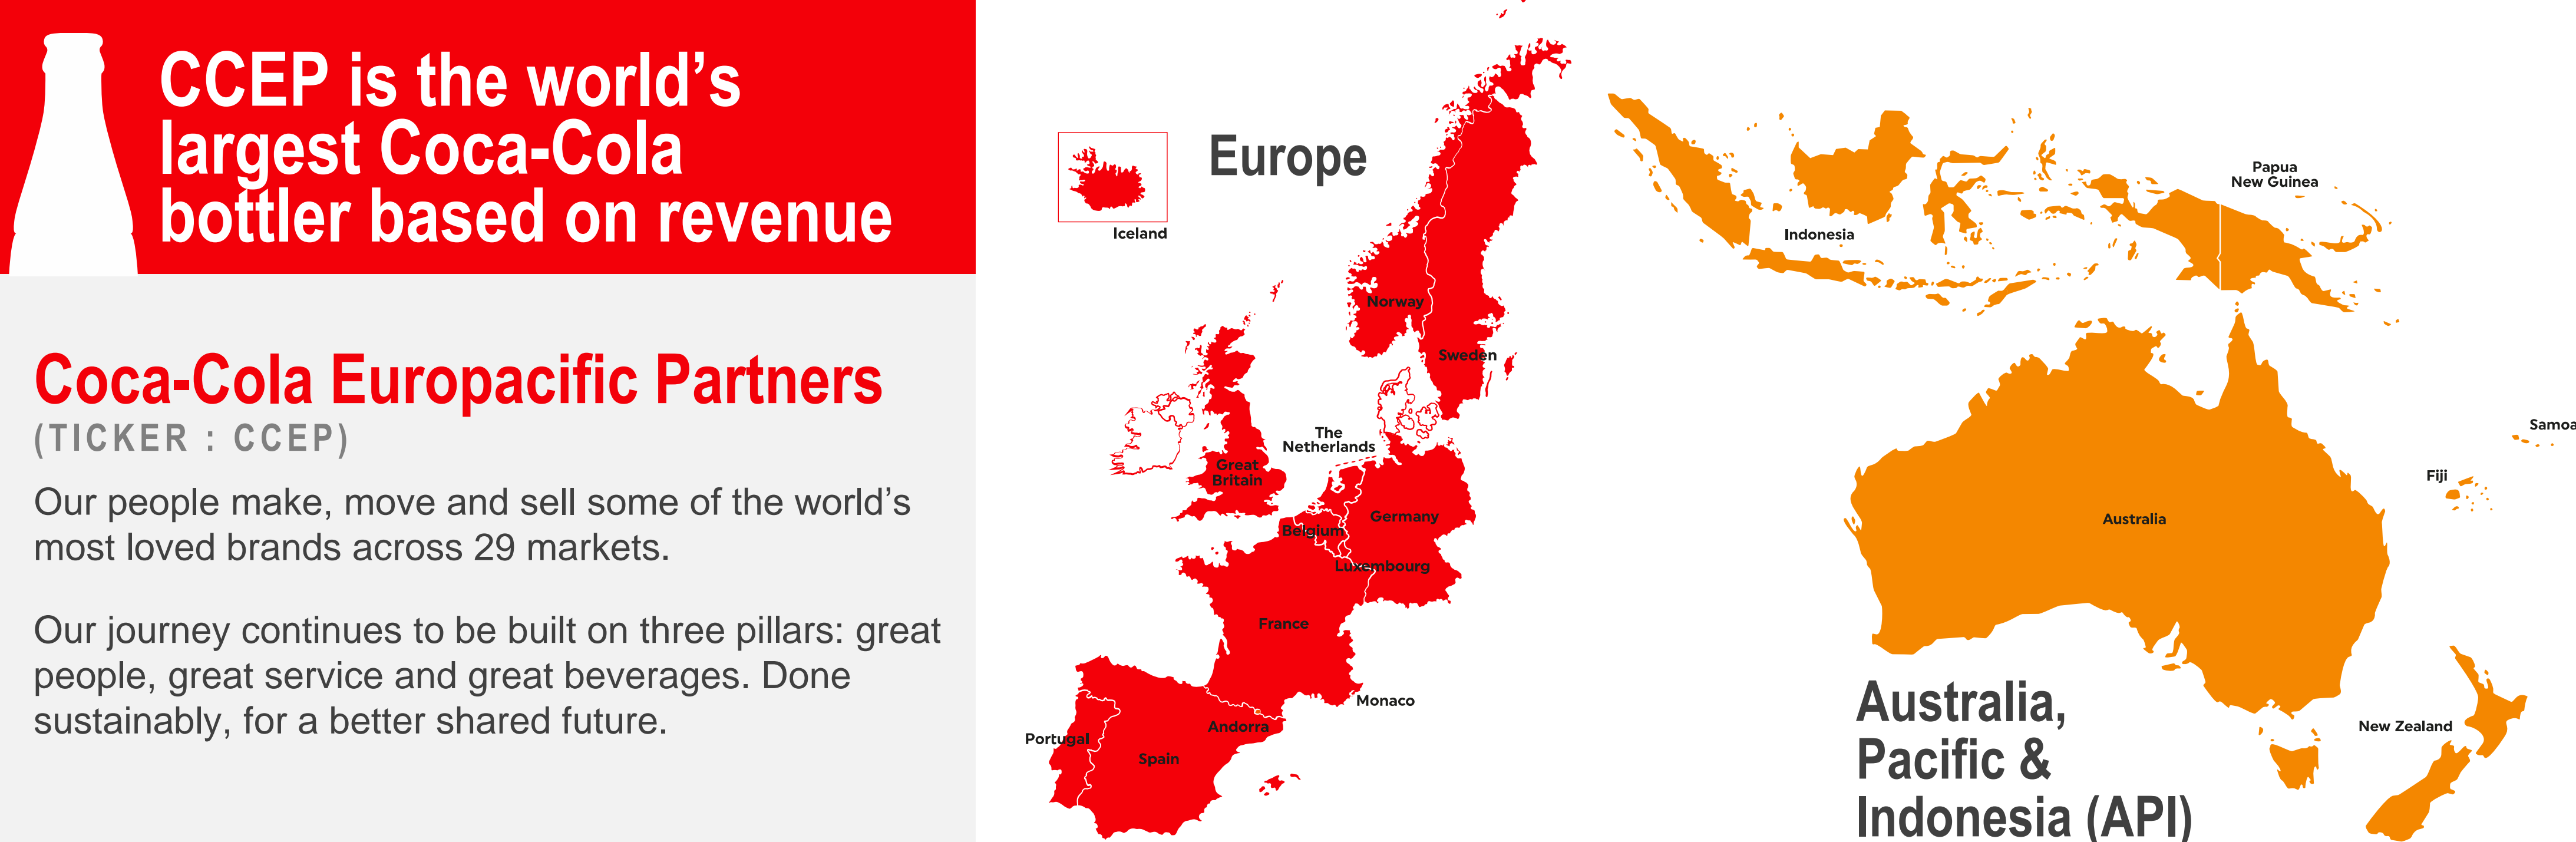 CCEP is the world's
largest Coca-Cola
bottler based on revenue
Coca-Cola Europacific Partners
(TICKER : CCEP)
Our people make, move and sell some of the world's
most loved brands across 29 markets.
Our journey continues to be built on three pillars: great
people, great service and great beverages. Done
sustainably, for a better shared future.
Europe
Iceland
Norway
Sweden
The
Netherlands
Great
Britain
Germany
Belgium
Luxembourg
France
Monaco
Andorra
Portugal
Spain
Papua
New Guinea
Indonesia
Samoa
Fiji
Australia
New Zealand
Australia,
Pacific &
Indonesia (API)